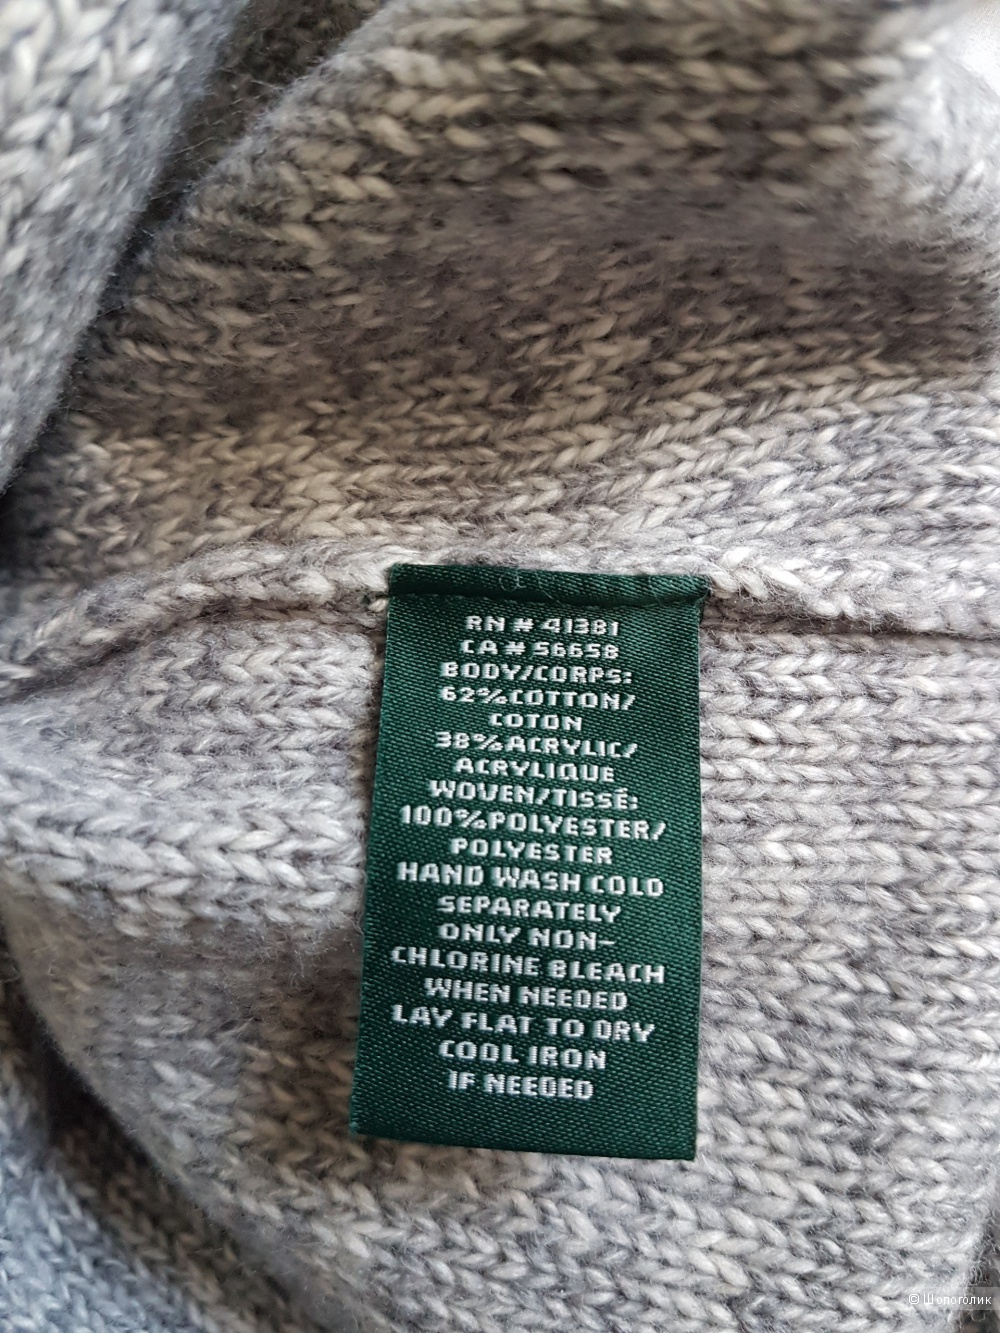 RN # 41381
CA # 56658
BODY/CORPS:
62%COTTON/
COTON
38%ACRYLIC/
ACRYLIQUE
WOVEN/TISSÉ:
100%POLYESTER/
POLYESTER
HAND WASH COLD
SEPARATELY
ONLY NON-
CHLORINE BLEACH
WHEN NEEDED
LAY FLAT TO DRY
COOL IRON
IF NEEDED
© Шопоголик